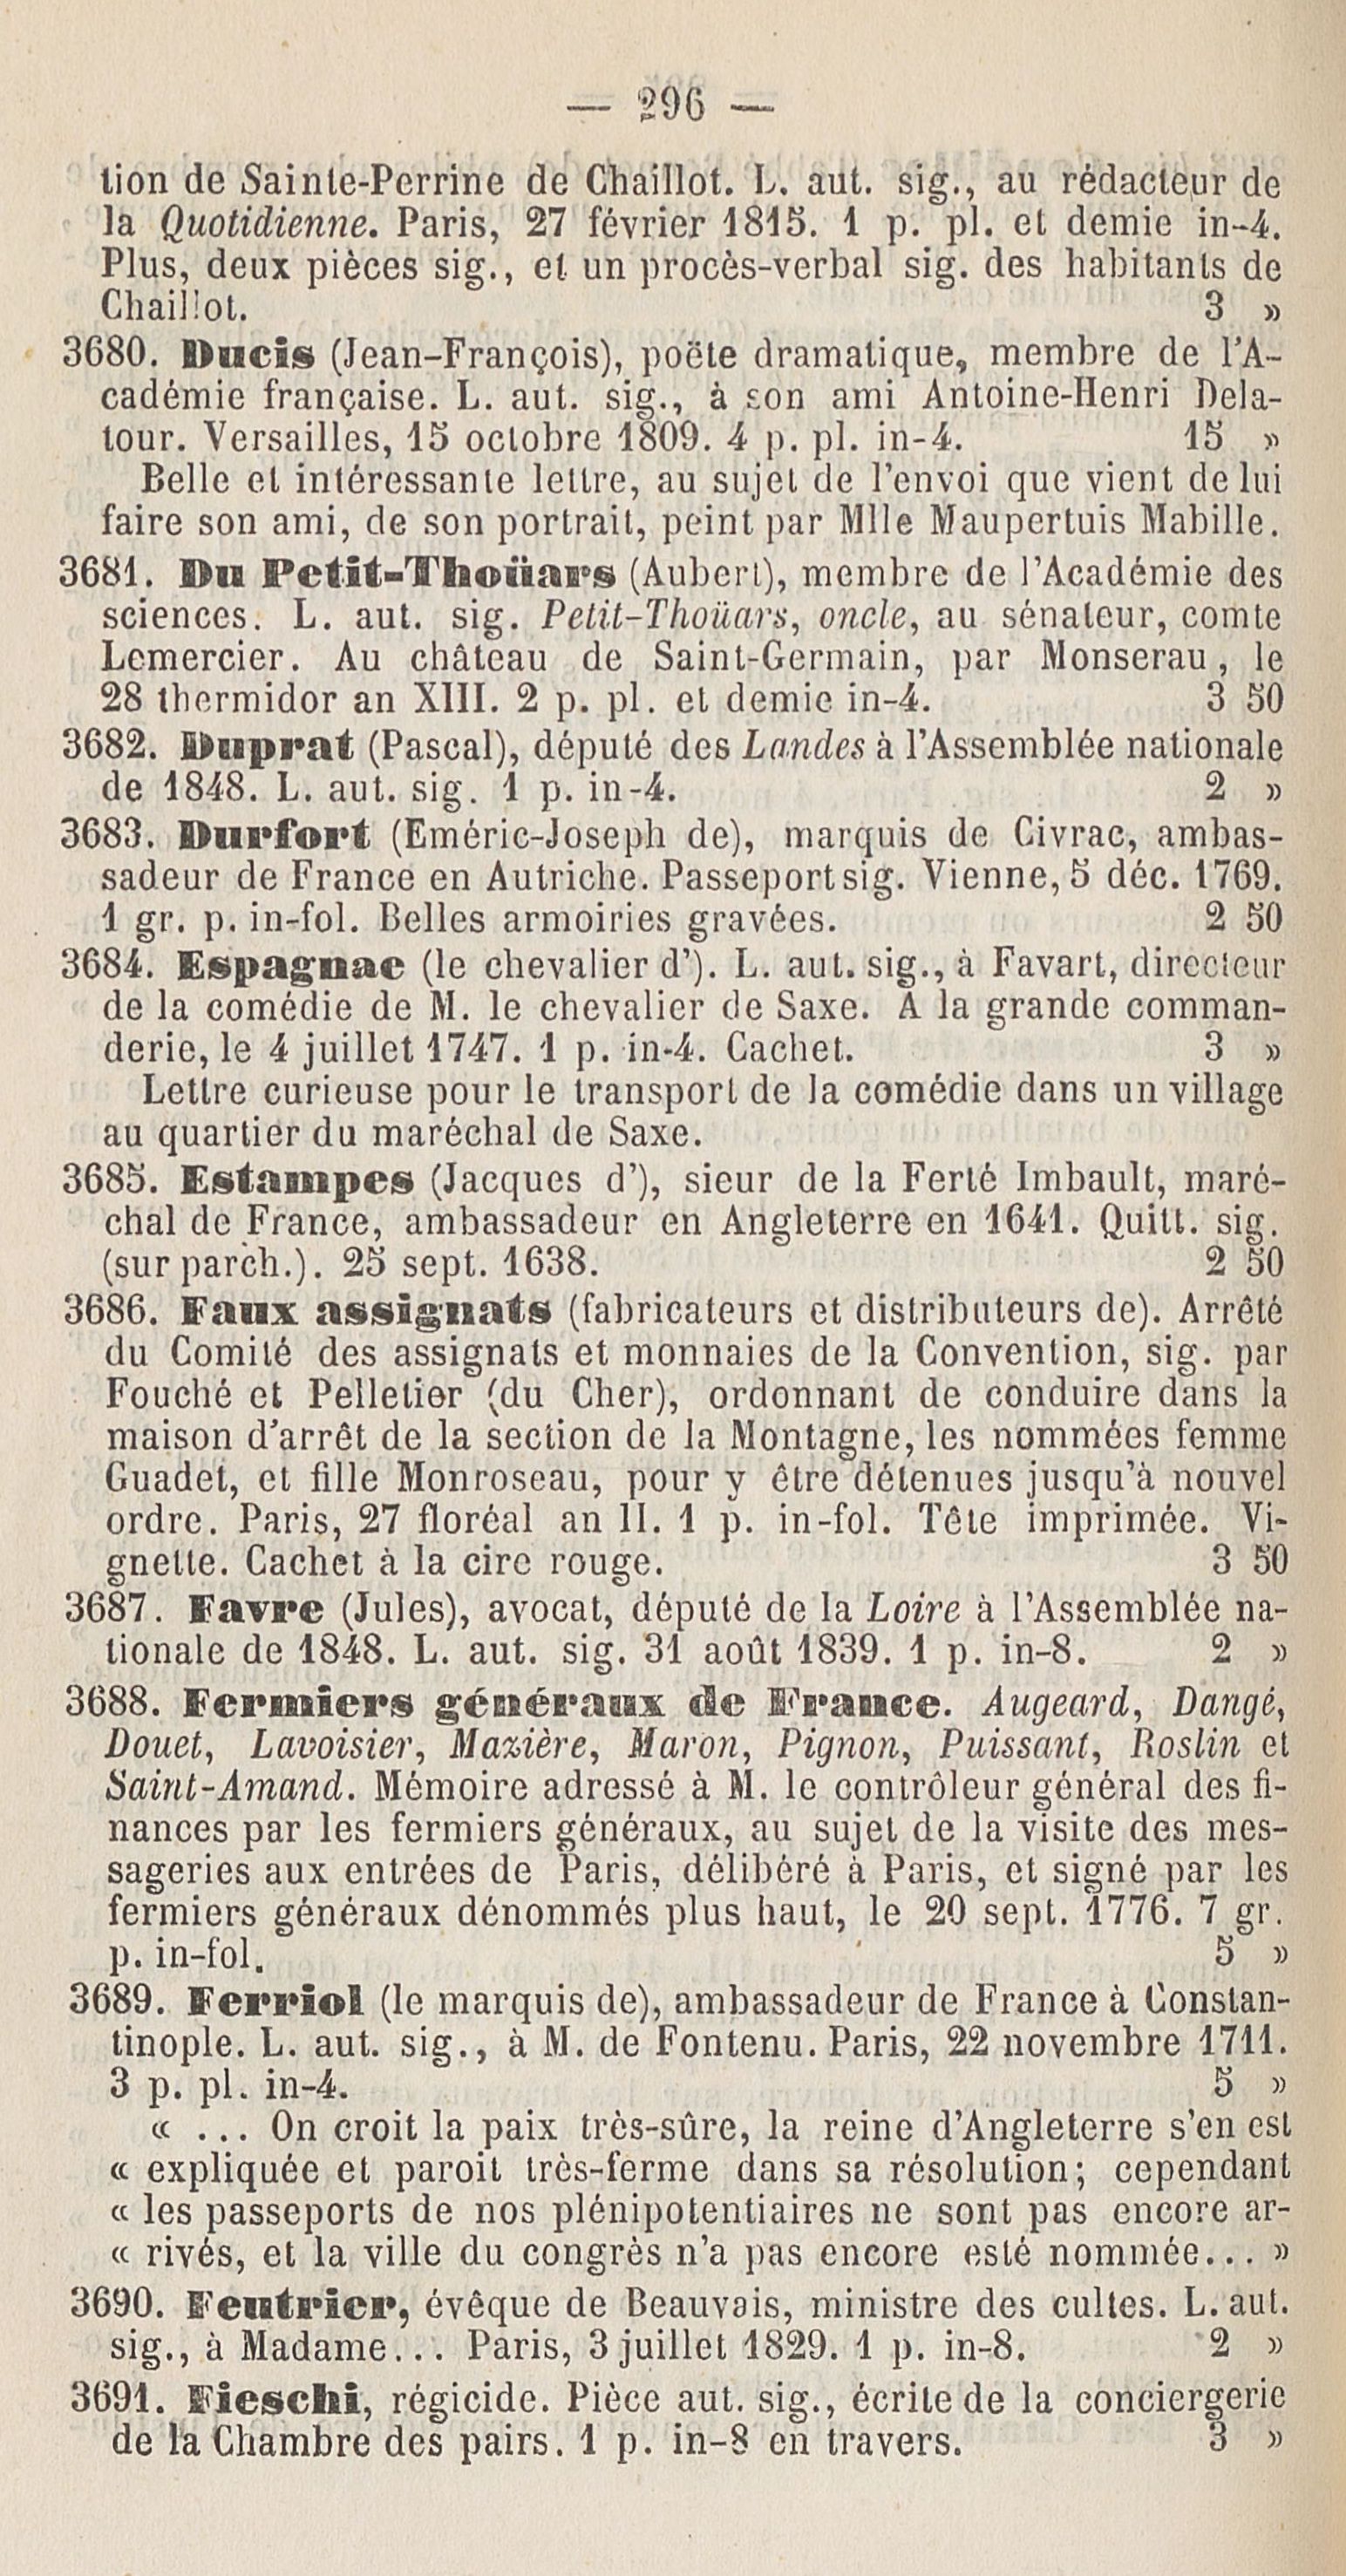 — 296 —
tion de Sainte-Perrine de Chaillot. L. aut. sig., au rédacteur de
la Quotidienne. Paris, 27 février 1815. 1 p. pl. et demie in-4.
Plus, deux pièces sig., et un procès-verbal sig. des habitants de
Chaillot. 3 »
3680. Ducis (Jean-François), poëte dramatique, membre de l'A-
cadémie française. L. aut. sig., à son ami Antoine-Henri Dela-
tour. Versailles, 15 octobre 1809. 4 p. pl. in-4. 15 »
Belle et intéressante lettre, au sujet de l'envoi que vient de lui
faire son ami, de son portrait, peint par Mlle Maupertuis Mabille.
3681. Du Petit-Thoüars (Aubert), membre de l'Académie des
sciences. L. aut. sig. Petit-Thoüars, oncle, au sénateur, comte
Lemercier. Au château de Saint-Germain, par Monserau, le
28 thermidor an XIII. 2 p. pl. et demie in-4. 3 50
3682. Duprat (Pascal), député des Landes à l'Assemblée nationale
de 1848. L. aut. sig. 1 p. in-4. 2 »
3683. Durfort (Eméric-Joseph de), marquis de Civrac, ambas-
sadeur de France en Autriche. Passeport sig. Vienne, 5 déc. 1769.
1 gr. p. in-fol. Belles armoiries gravées. 2 50
3684. Espagnac (le chevalier d'). L. aut. sig., à Favart, directeur
de la comédie de M. le chevalier de Saxe. A la grande comman-
derie, le 4 juillet 1747. 1 p. in-4. Cachet. 3 »
Lettre curieuse pour le transport de la comédie dans un village
au quartier du maréchal de Saxe.
3685. Estampes (Jacques d'), sieur de la Ferté Imbault, maré-
chal de France, ambassadeur en Angleterre en 1641. Quitt. sig.
(sur parch.). 25 sept. 1638. 2 50
3686. Faux assignats (fabricateurs et distributeurs de). Arrêté
du Comité des assignats et monnaies de la Convention, sig. par
Fouché et Pelletier (du Cher), ordonnant de conduire dans la
maison d'arrêt de la section de la Montagne, les nommées femme
Guadet, et fille Monroseau, pour y être détenues jusqu'à nouvel
ordre. Paris, 27 floréal an II. 1 p. in-fol. Tête imprimée. Vi-
gnette. Cachet à la cire rouge. 3 50
3687. Favre (Jules), avocat, député de la Loire à l'Assemblée na-
tionale de 1848. L. aut. sig. 31 août 1839. 1 p. in-8. 2 »
3688. Fermiers généraux de France. Augeard, Dangé,
Douet, Lavoisier, Mazière, Maron, Pignon, Puissant, Roslin et
Saint-Amand. Mémoire adressé à M. le contrôleur général des fi-
nances par les fermiers généraux, au sujet de la visite des mes-
sageries aux entrées de Paris, délibéré à Paris, et signé par les
fermiers généraux dénommés plus haut, le 20 sept. 1776. 7 gr.
p. in-fol. 5 »
3689. Ferriol (le marquis de), ambassadeur de France à Constan-
tinople. L. aut. sig., à M. de Fontenu. Paris, 22 novembre 1711.
3 p. pl. in-4. 5 »
« ... On croit la paix très-sûre, la reine d'Angleterre s'en est
« expliquée et paroit très-ferme dans sa résolution; cependant
« les passeports de nos plénipotentiaires ne sont pas encore ar-
« rivés, et la ville du congrès n'a pas encore esté nommée... »
3690. Feutrier, évêque de Beauvais, ministre des cultes. L. aut.
sig., à Madame... Paris, 3 juillet 1829. 1 p. in-8. 2 »
3691. Fieschi, régicide. Pièce aut. sig., écrite de la conciergerie
de la Chambre des pairs. 1 p. in-8 en travers. 3 »